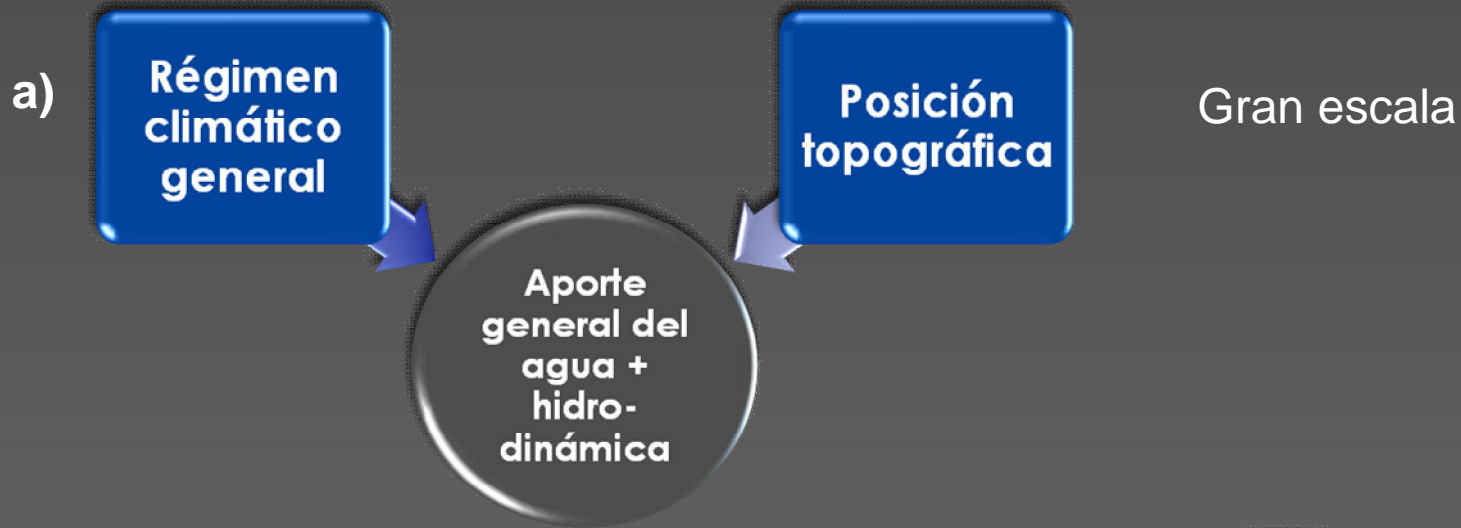 a)
Régimen
climático
general
Posición
topográfica
Gran escala
Aporte
general del
agua +
hidro-
dinámica